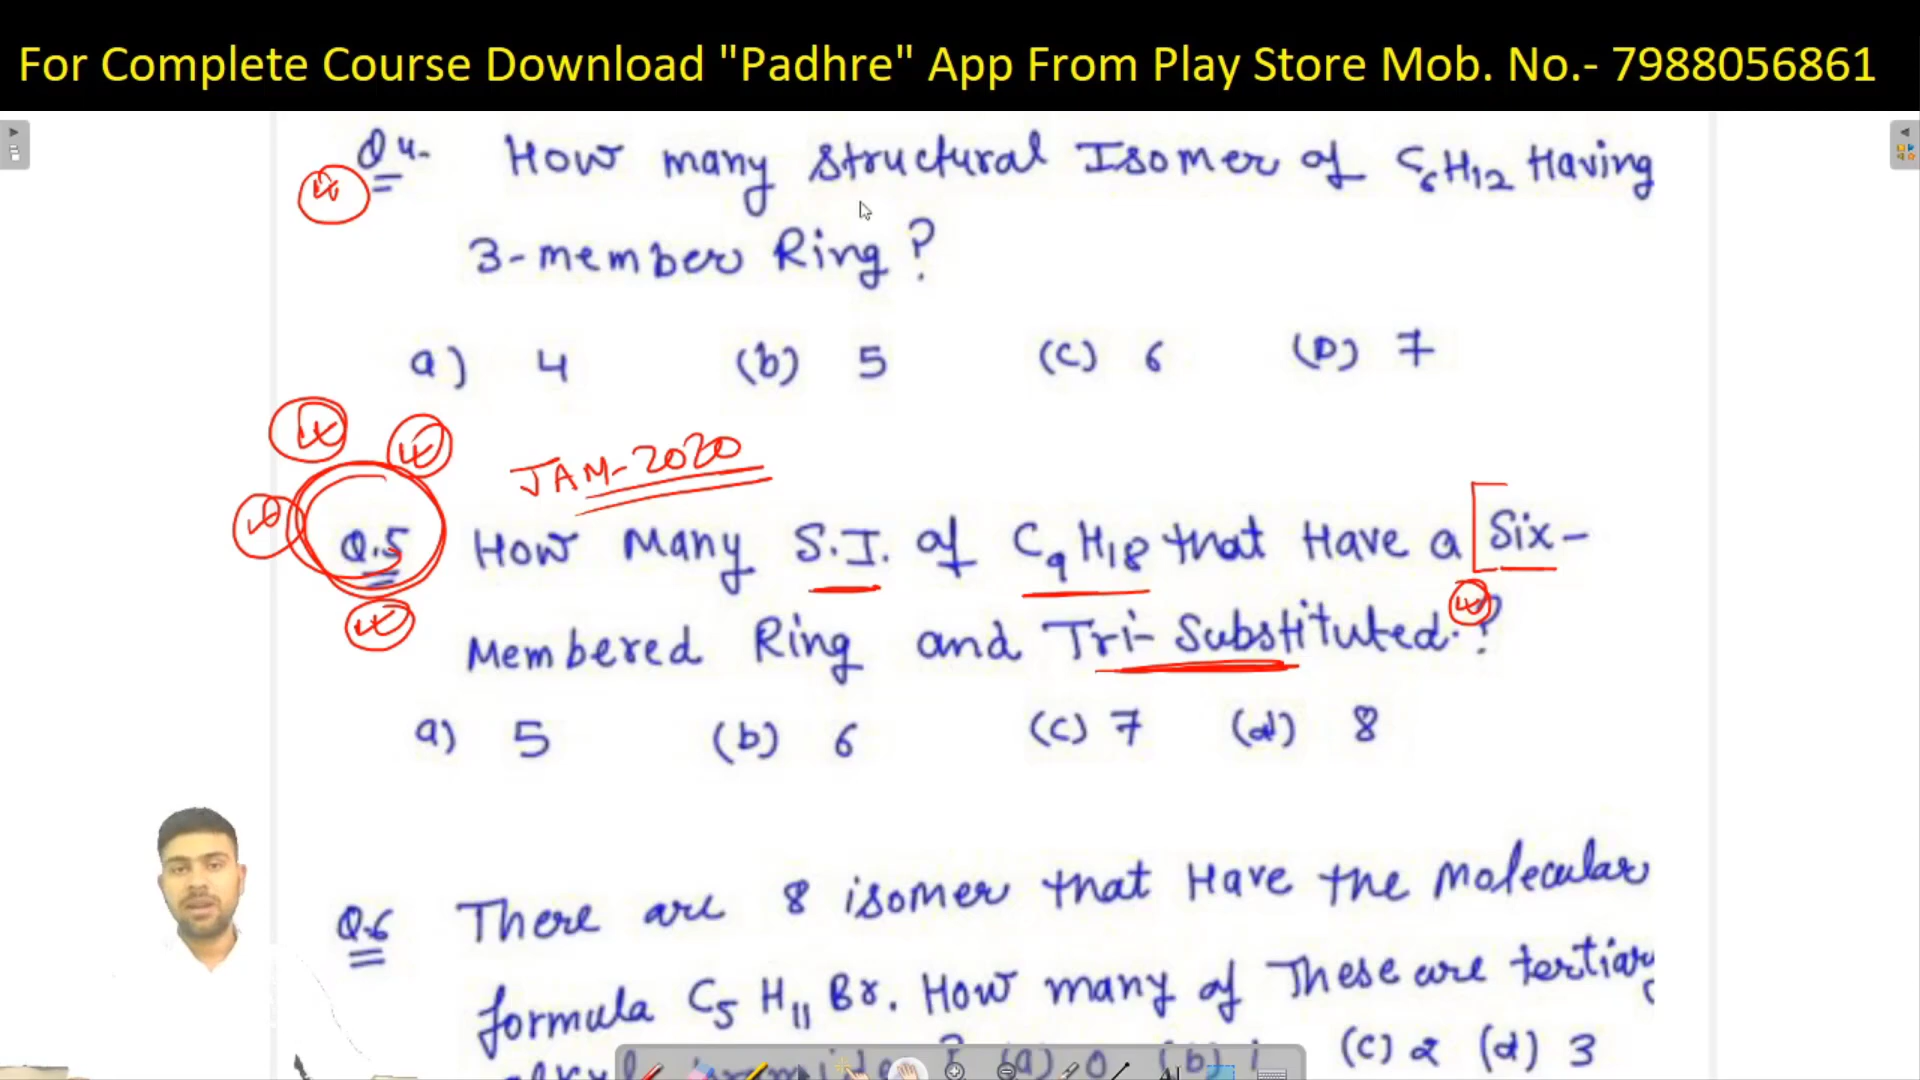 For Complete Course Download "Padhre" App From Play Store Mob. No.- 7988056861
Q4- How many structural Isomer of C6H12 Having
3-member Ring?
a) 4 (b) 5 (c) 6 (D) 7
JAM-2020
Q.5 How Many S.I. of C9H18 that Have a Six-
Membered Ring and Tri-Substituted.?
a) 5 (b) 6 (c) 7 (d) 8
Q.6 There are 8 isomer that Have the molecular
formula C5H11Br. How many of These are tertiary
(a) 0 (b) 1 (c) 2 (d) 3